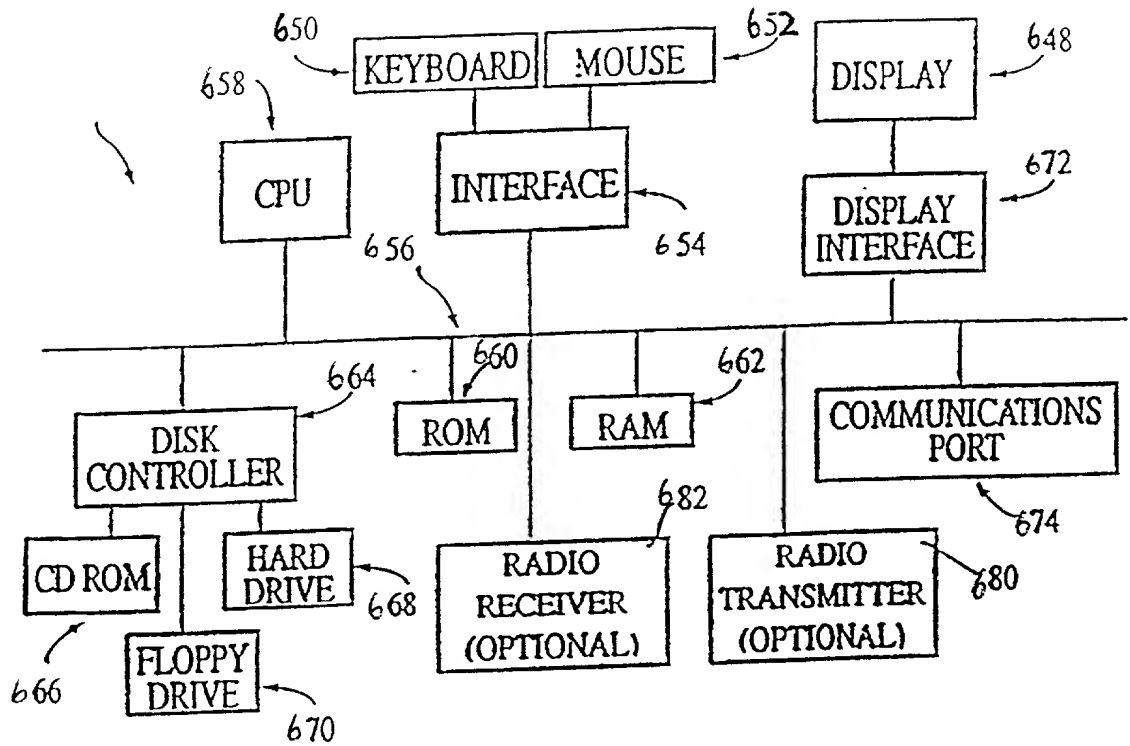 650
652
648
KEYBOARD
MOUSE
DISPLAY
658
CPU
INTERFACE
672
DISPLAY
INTERFACE
654
656
660
664
662
ROM
RAM
DISK
CONTROLLER
COMMUNICATIONS
PORT
682
674
CD ROM
HARD
DRIVE
668
RADIO
RECEIVER
(OPTIONAL)
RADIO
TRANSMITTER
(OPTIONAL)
680
666
FLOPPY
DRIVE
670